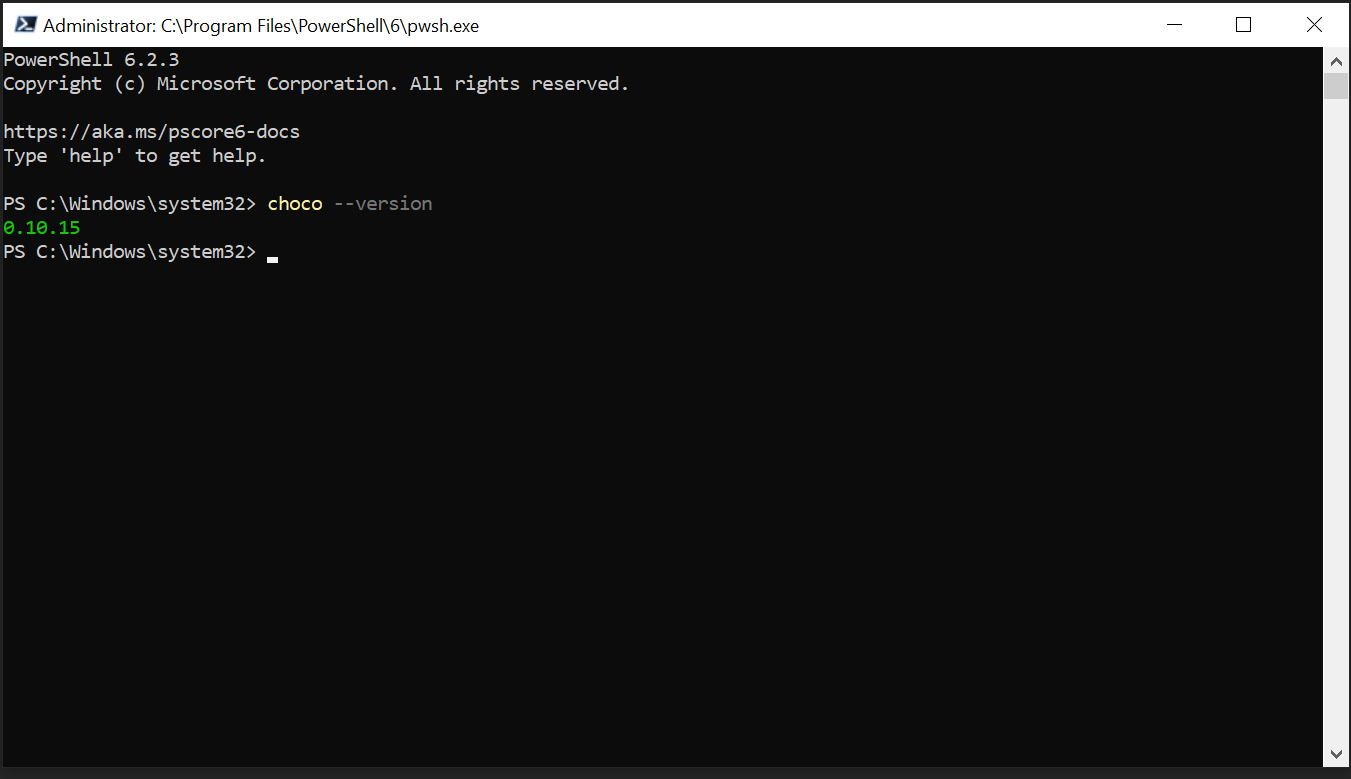 Administrator: C:\Program Files\PowerShell\6\pwsh.exe
PowerShell 6.2.3
Copyright (c) Microsoft Corporation. All rights reserved.
https://aka.ms/pscore6-docs
Type 'help' to get help.
PS C:\Windows\system32> choco --version
0.10.15
PS C:\Windows\system32>